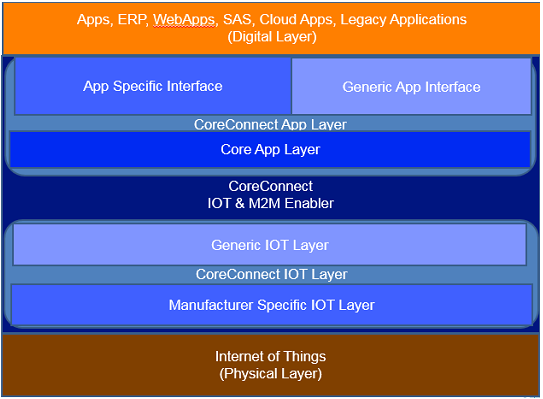 Apps, ERP, WebApps, SAS, Cloud Apps, Legacy Applications
(Digital Layer)
App Specific Interface
Generic App Interface
CoreConnect App Layer
Core App Layer
CoreConnect
IOT & M2M Enabler
Generic IOT Layer
CoreConnect IOT Layer
Manufacturer Specific IOT Layer
Internet of Things
(Physical Layer)